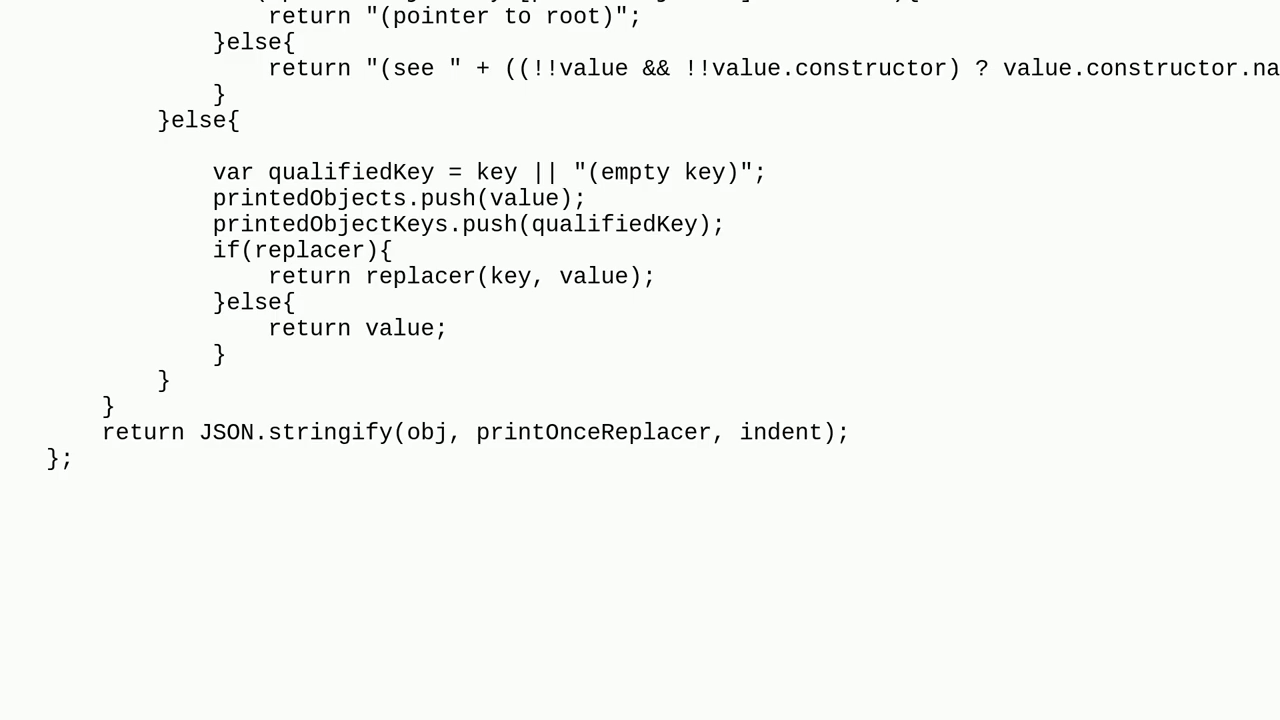 return "(pointer to root)";
}else{
return "(see " + ((!!value && !!value.constructor) ? value.constructor.na
}
}else{
var qualifiedKey = key || "(empty key)";
printedObjects.push(value);
printedObjectKeys.push(qualifiedKey);
if(replacer){
return replacer(key, value);
}else{
return value;
}
}
}
return JSON.stringify(obj, printOnceReplacer, indent);
};